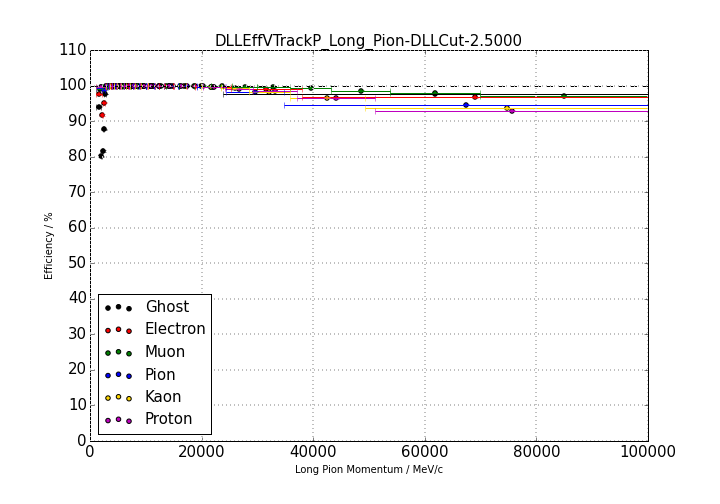 DLLEffVTrackP_Long_Pion-DLLCut-2.5000
110
100
90
80
70
60
50
40
30
20
10
0
Efficiency / %
Ghost
Electron
Muon
Pion
Kaon
Proton
0 20000 40000 60000 80000 100000
Long Pion Momentum / MeV/c